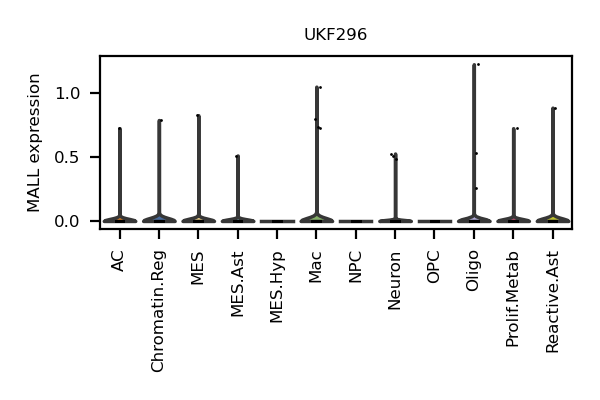 UKF296
MALL expression
1.0
0.5
0.0
AC
Chromatin.Reg
MES
MES.Ast
MES.Hyp
Mac
NPC
Neuron
OPC
Oligo
Prolif.Metab
Reactive.Ast